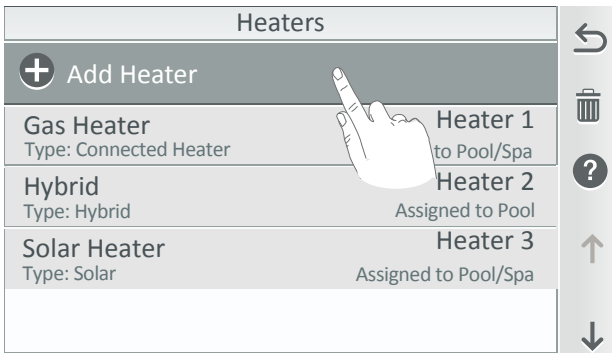 Heaters
Add Heater
Gas Heater Heater 1
Type: Connected Heater to Pool/Spa
Hybrid Heater 2
Type: Hybrid Assigned to Pool
Solar Heater Heater 3
Type: Solar Assigned to Pool/Spa
?